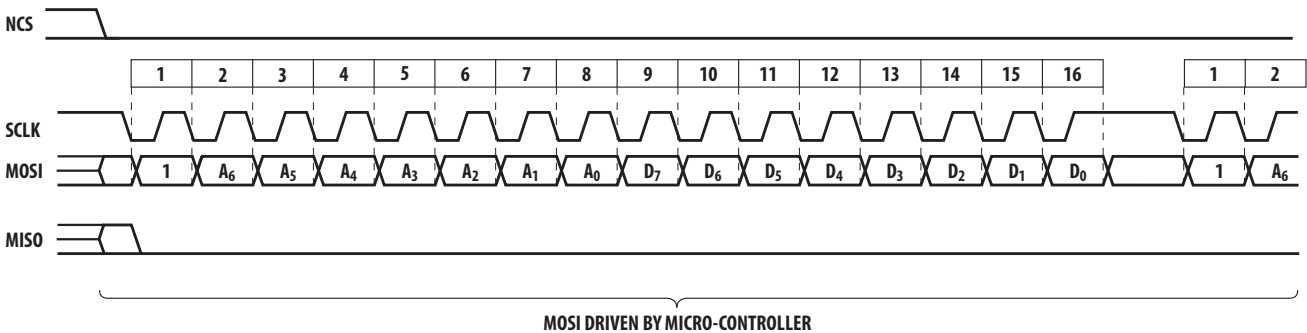 NCS
1 2 3 4 5 6 7 8 9 10 11 12 13 14 15 16 1 2
SCLK
MOSI 1 A6 A5 A4 A3 A2 A1 A0 D7 D6 D5 D4 D3 D2 D1 D0 1 A6
MISO
MOSI DRIVEN BY MICRO-CONTROLLER